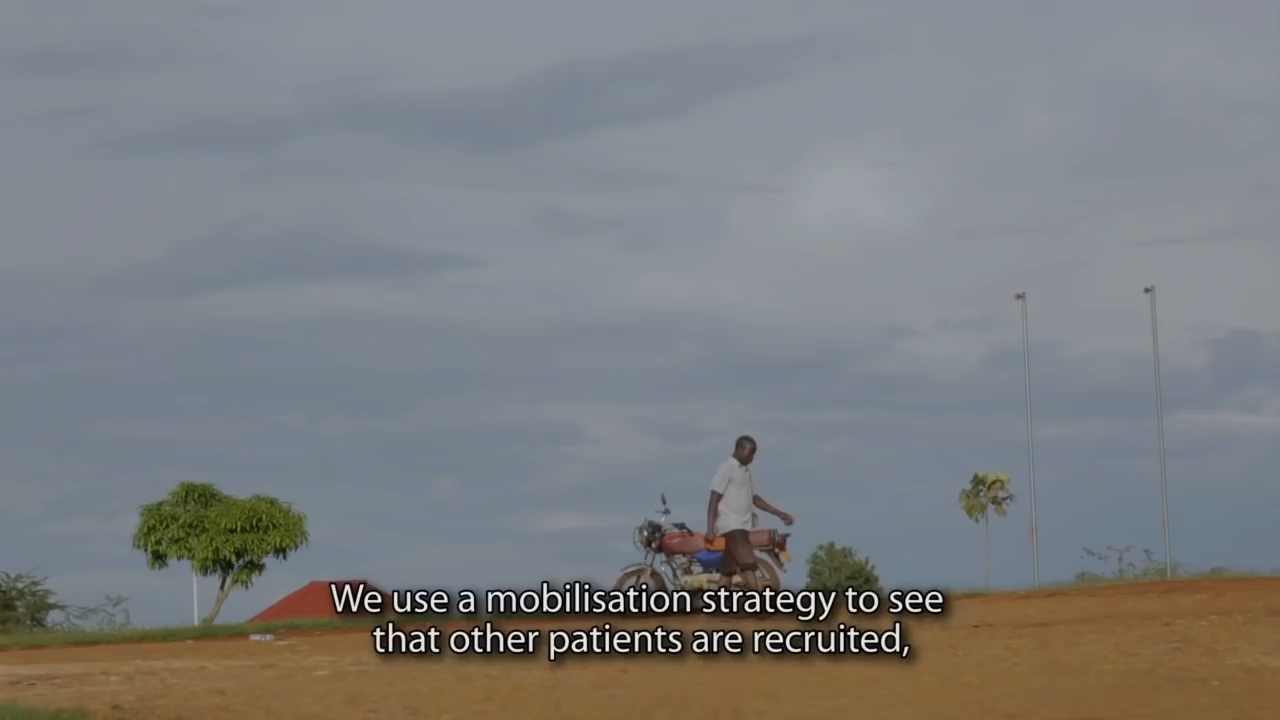 We use a mobilisation strategy to see
that other patients are recruited,